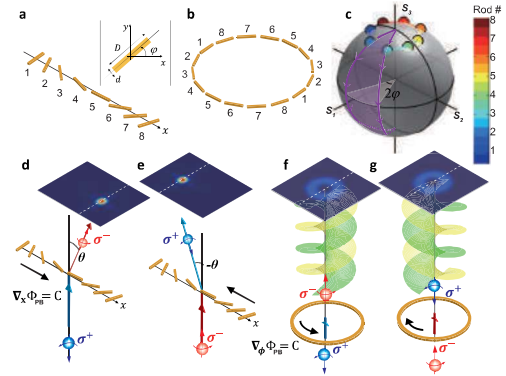 a
y
D
φ
x
d
1 2 3 4 5 6 7 8
x
b
7 8 7
6 5 4 3 2 1 8 7 6 5
4 3 2 1
c
S₃
S₁
S₂
2φ
Rod #
8
7
6
5
4
3
2
1
d
σ⁻
θ
∇ₓΦPB = C
x
σ⁺
e
σ⁺
-θ
x
σ⁻
f
σ⁻
∇ϕΦPB = C
σ⁺
g
σ⁺
σ⁻